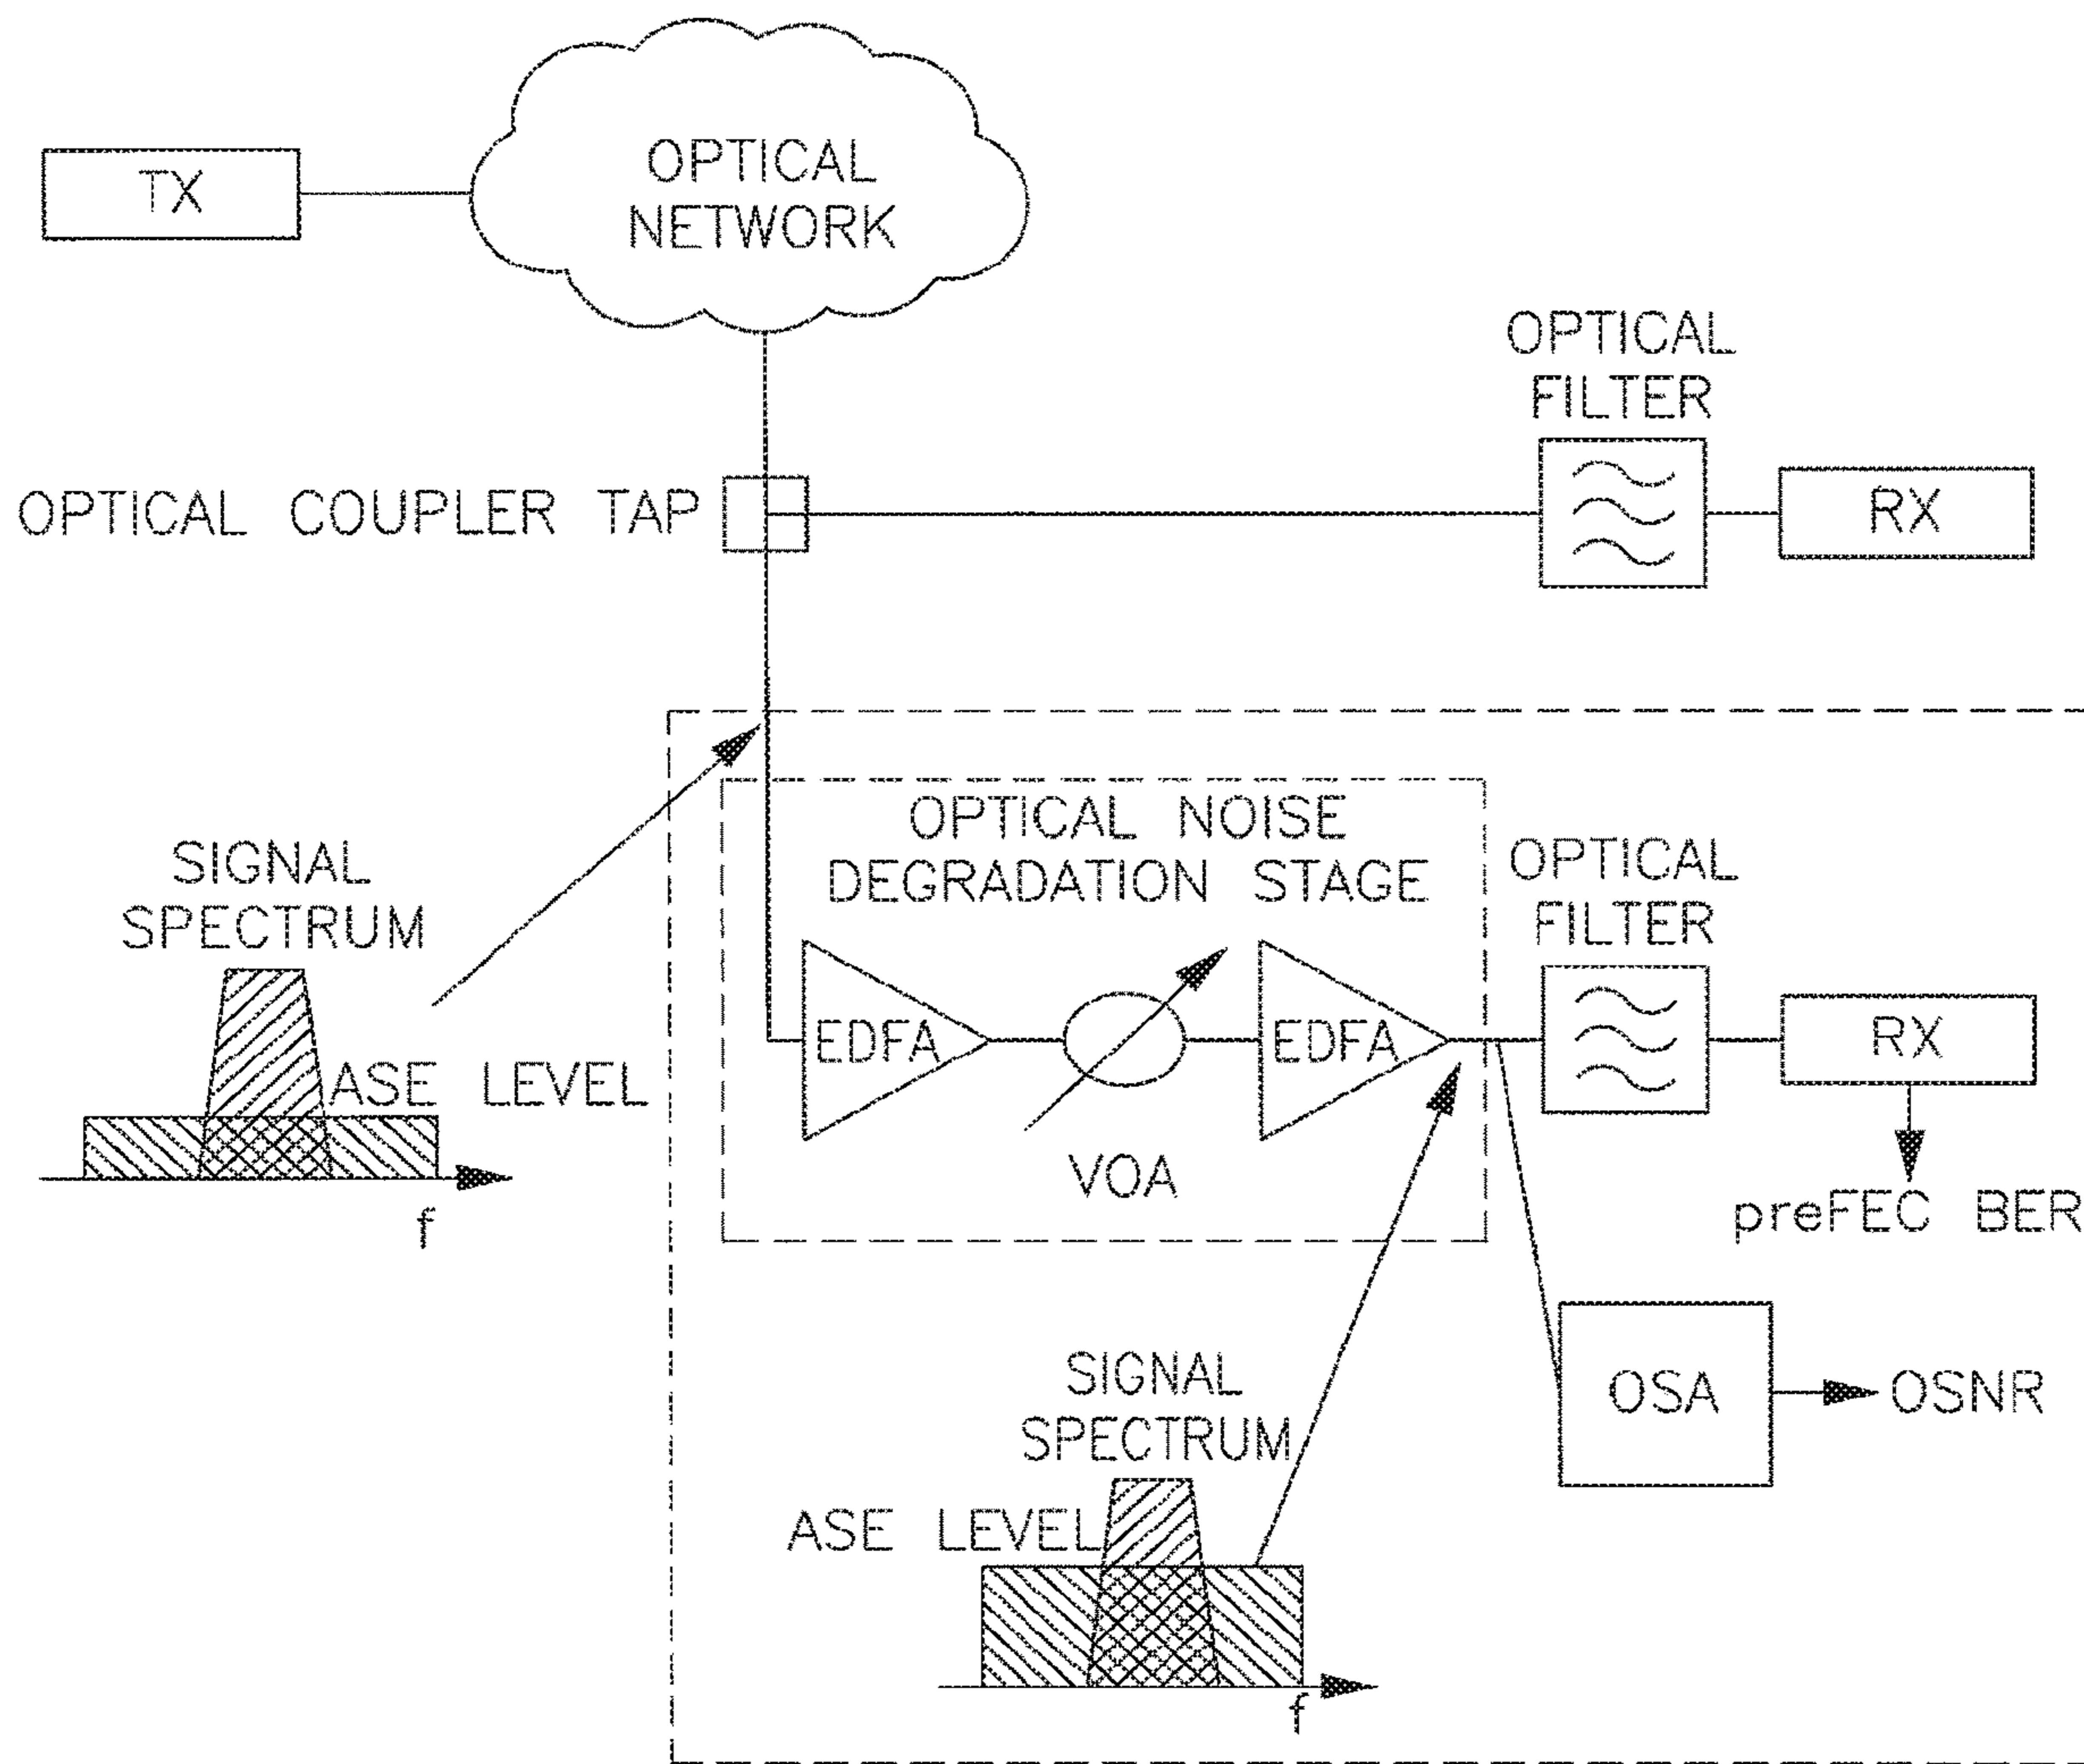 TX
OPTICAL
NETWORK
OPTICAL
FILTER
OPTICAL COUPLER TAP
RX
OPTICAL NOISE
DEGRADATION STAGE
SIGNAL
SPECTRUM
OPTICAL
FILTER
EDFA
EDFA
RX
ASE LEVEL
VOA
f
preFEC BER
SIGNAL
SPECTRUM
OSA
OSNR
ASE LEVEL
f